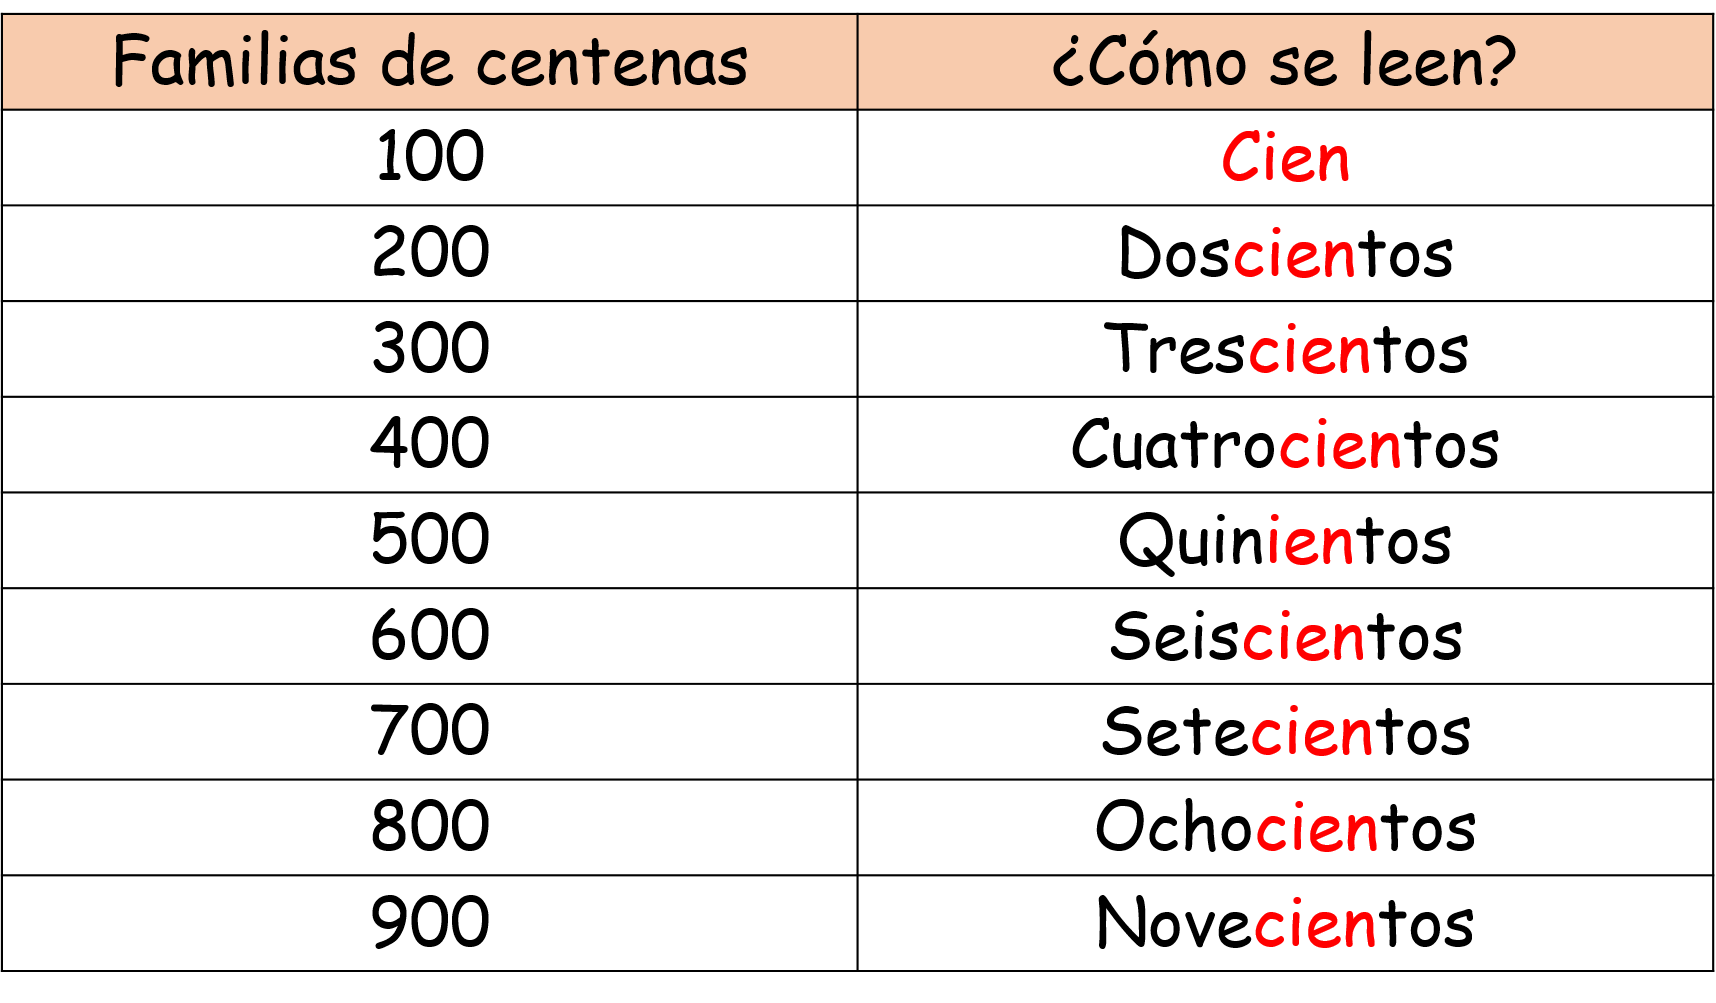 Familias de centenas ¿Cómo se leen?
100 Cien
200 Doscientos
300 Trescientos
400 Cuatrocientos
500 Quinientos
600 Seiscientos
700 Setecientos
800 Ochocientos
900 Novecientos